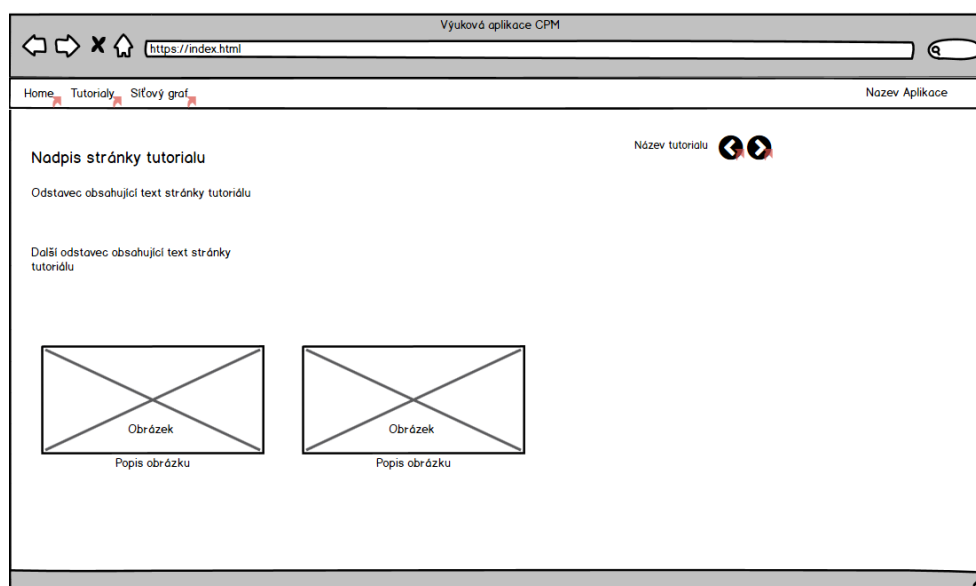 Výuková aplikace CPM
https://index.html
Home Tutorialy Síťový graf Nazev Aplikace
Název tutorialu
Nadpis stránky tutorialu
Odstavec obsahující text stránky tutoriálu
Další odstavec obsahující text stránky
tutoriálu
Obrázek Obrázek
Popis obrázku Popis obrázku